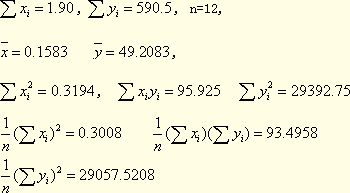 ∑ xᵢ = 1.90 , ∑ yᵢ = 590.5 , n=12,
x̅ = 0.1583 y̅ = 49.2083,
∑ xᵢ² = 0.3194, ∑ xᵢyᵢ = 95.925 ∑ yᵢ² = 29392.75
1/n (∑ xᵢ)² = 0.3008 1/n (∑ xᵢ)(∑ yᵢ) = 93.4958
1/n (∑ yᵢ)² = 29057.5208